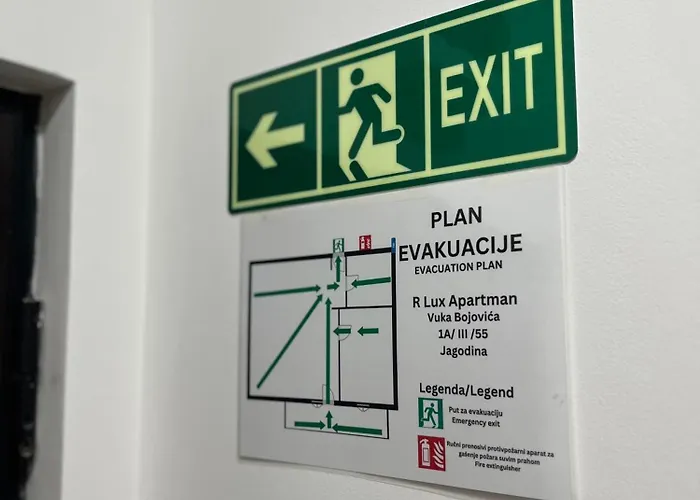 EXIT
PLAN
EVAKUACIJE
EVACUATION PLAN
R Lux Apartman
Vuka Bojovića
1A/ III /55
Jagodina
Legenda/Legend
Put za evakuaciju
Emergency exit
Ručni prenosivi protivpožarni aparat za
gašenje požara suvim prahom
Fire extinguisher